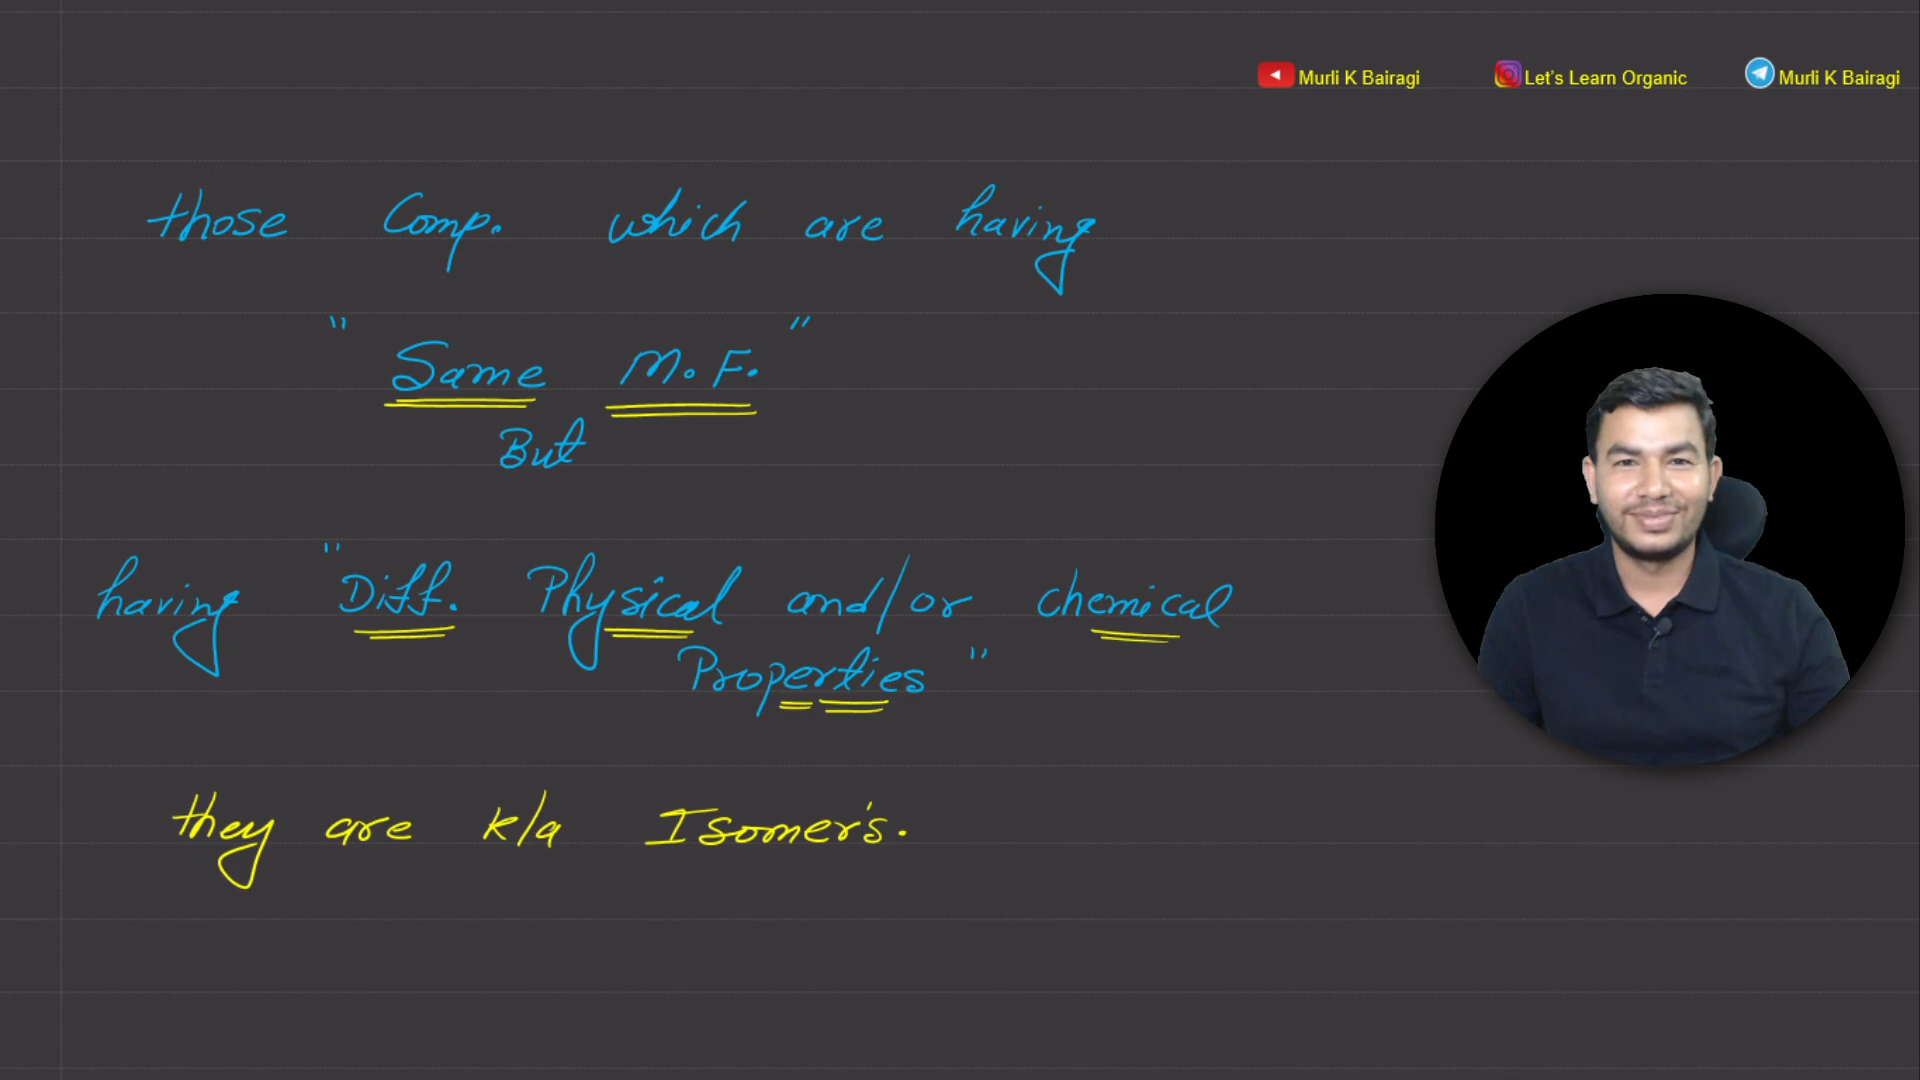 Murli K Bairagi Let's Learn Organic Murli K Bairagi
those Comp. which are having
" Same M.F. "
But
having "Diff. Physical and/or chemical
Properties "
they are k/a Isomer's.